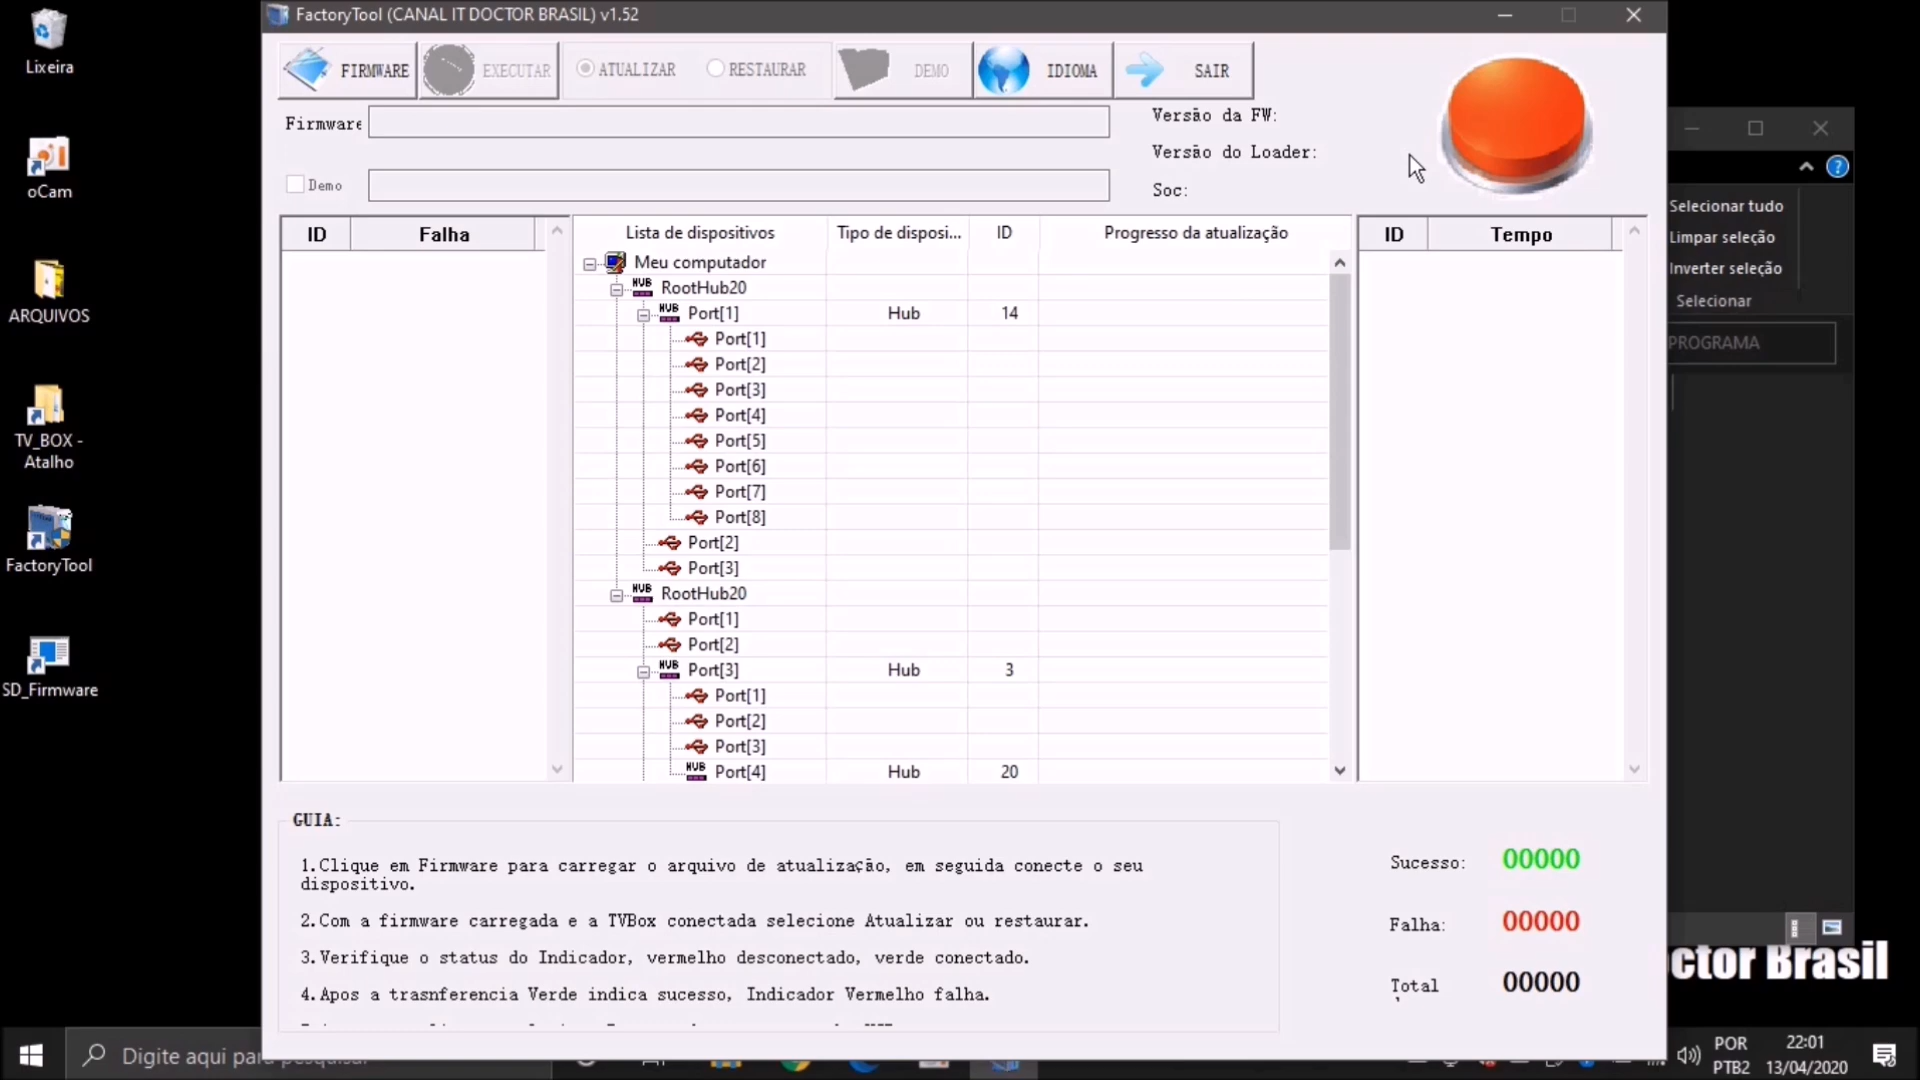 FactoryTool (CANAL IT DOCTOR BRASIL) v1.52
Lixeira
oCam
ARQUIVOS
TV_BOX -
Atalho
FactoryTool
SD_Firmware
FIRMWARE
EXECUTAR
ATUALIZAR
RESTAURAR
DEMO
IDIOMA
SAIR
Firmware
Versão da FW:
Versão do Loader:
Demo
Soc:
ID Falha
Lista de dispositivos Tipo de disposi... ID Progresso da atualização
ID Tempo
Meu computador
RootHub20
HUB Port[1] Hub 14
Port[1]
Port[2]
Port[3]
Port[4]
Port[5]
Port[6]
Port[7]
Port[8]
Port[2]
Port[3]
HUB RootHub20
Port[1]
Port[2]
HUB Port[3] Hub 3
Port[1]
Port[2]
Port[3]
HUB Port[4] Hub 20
Selecionar tudo
Limpar seleção
Inverter seleção
Selecionar
PROGRAMA
GUIA:
1.Clique em Firmware para carregar o arquivo de atualização, em seguida conecte o seu
dispositivo.
2.Com a firmware carregada e a TVBox conectada selecione Atualizar ou restaurar.
3.Verifique o status do Indicador, vermelho desconectado, verde conectado.
4.Apos a trasnferencia Verde indica sucesso, Indicador Vermelho falha.
Sucesso: 00000
Falha: 00000
Total 00000
ctor Brasil
Digite aqui para pesquisar
POR
PTB2
22:01
13/04/2020